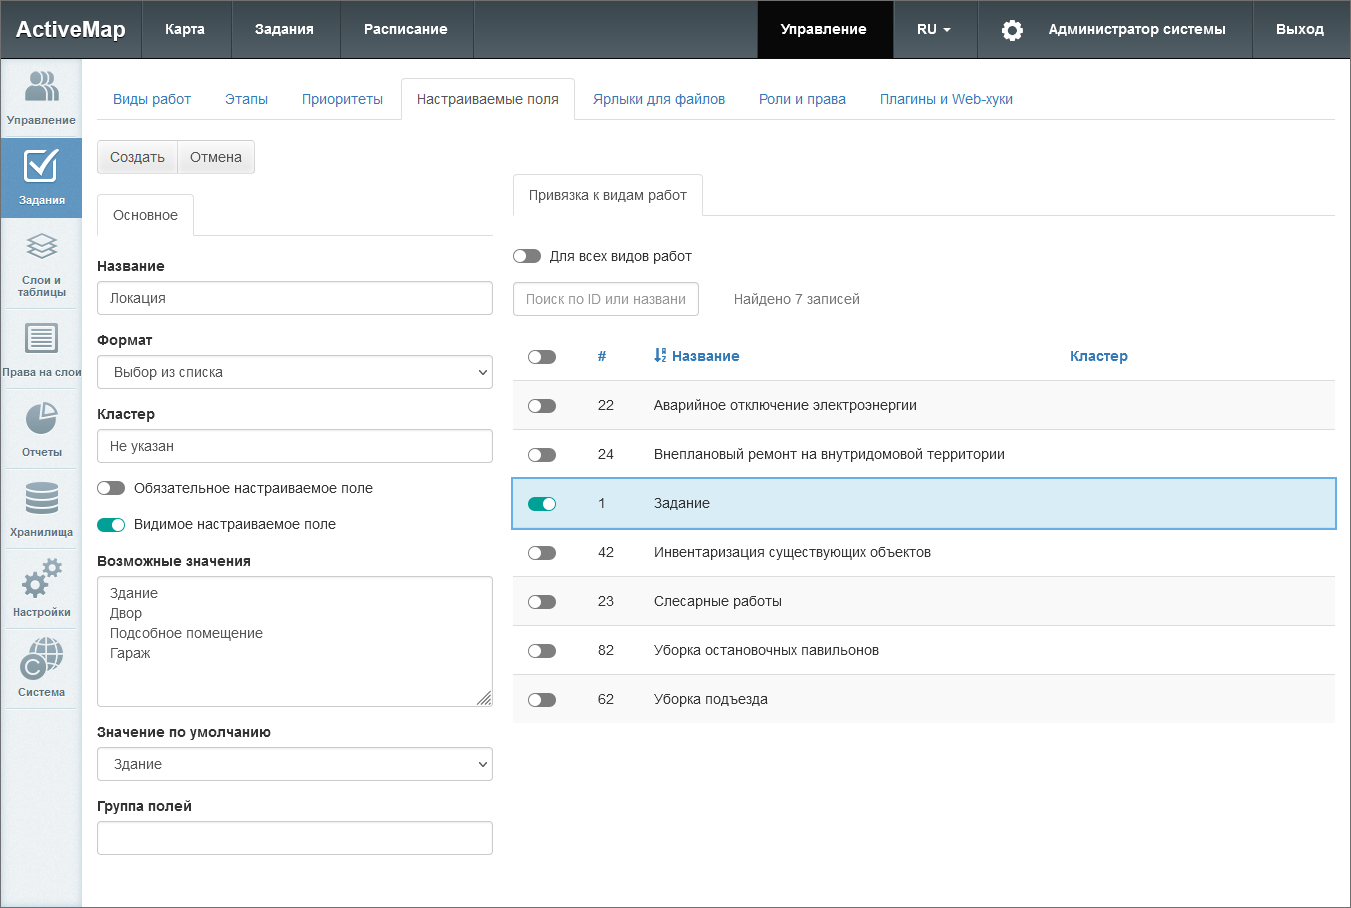 ActiveMap
Карта
Задания
Расписание
Управление
RU
Администратор системы
Выход
Управление
Задания
Слои и
таблицы
Права на слои
Отчеты
Хранилища
Настройки
Система
Виды работ
Этапы
Приоритеты
Настраиваемые поля
Ярлыки для файлов
Роли и права
Плагины и Web-хуки
Создать
Отмена
Основное
Название
Локация
Формат
Выбор из списка
Кластер
Не указан
Обязательное настраиваемое поле
Видимое настраиваемое поле
Возможные значения
Здание
Двор
Подсобное помещение
Гараж
Значение по умолчанию
Здание
Группа полей
Привязка к видам работ
Для всех видов работ
Поиск по ID или названи
Найдено 7 записей
# Название Кластер
22 Аварийное отключение электроэнергии
24 Внеплановый ремонт на внутридомовой территории
1 Задание
42 Инвентаризация существующих объектов
23 Слесарные работы
82 Уборка остановочных павильонов
62 Уборка подъезда